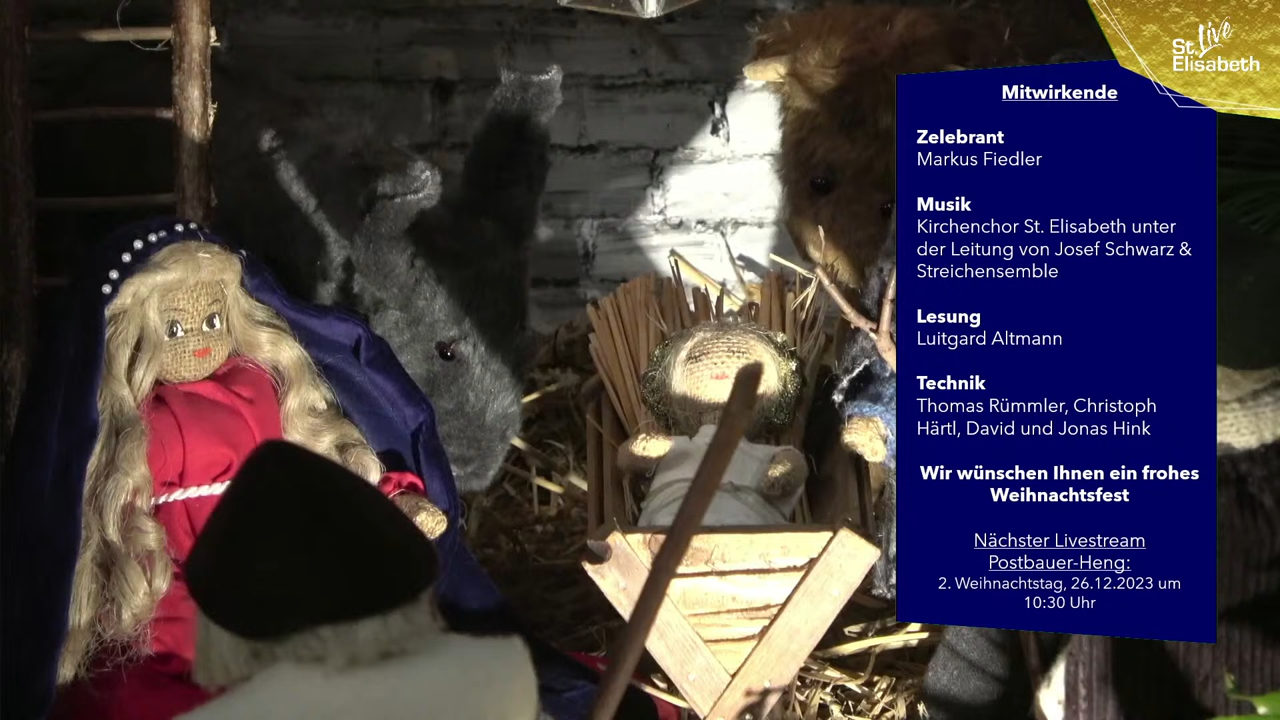 Live
St.
Elisabeth
Mitwirkende
Zelebrant
Markus Fiedler
Musik
Kirchenchor St. Elisabeth unter
der Leitung von Josef Schwarz &
Streichensemble
Lesung
Luitgard Altmann
Technik
Thomas Rümmler, Christoph
Härtl, David und Jonas Hink
Wir wünschen Ihnen ein frohes
Weihnachtsfest
Nächster Livestream
Postbauer-Heng:
2. Weihnachtstag, 26.12.2023 um
10:30 Uhr